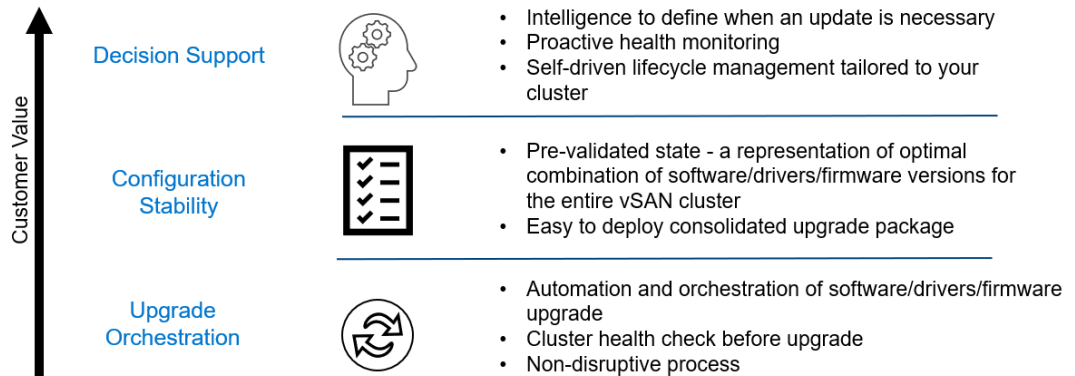 Customer Value
Decision Support
• Intelligence to define when an update is necessary
• Proactive health monitoring
• Self-driven lifecycle management tailored to your
cluster
Configuration
Stability
• Pre-validated state - a representation of optimal
combination of software/drivers/firmware versions for
the entire vSAN cluster
• Easy to deploy consolidated upgrade package
Upgrade
Orchestration
• Automation and orchestration of software/drivers/firmware
upgrade
• Cluster health check before upgrade
• Non-disruptive process